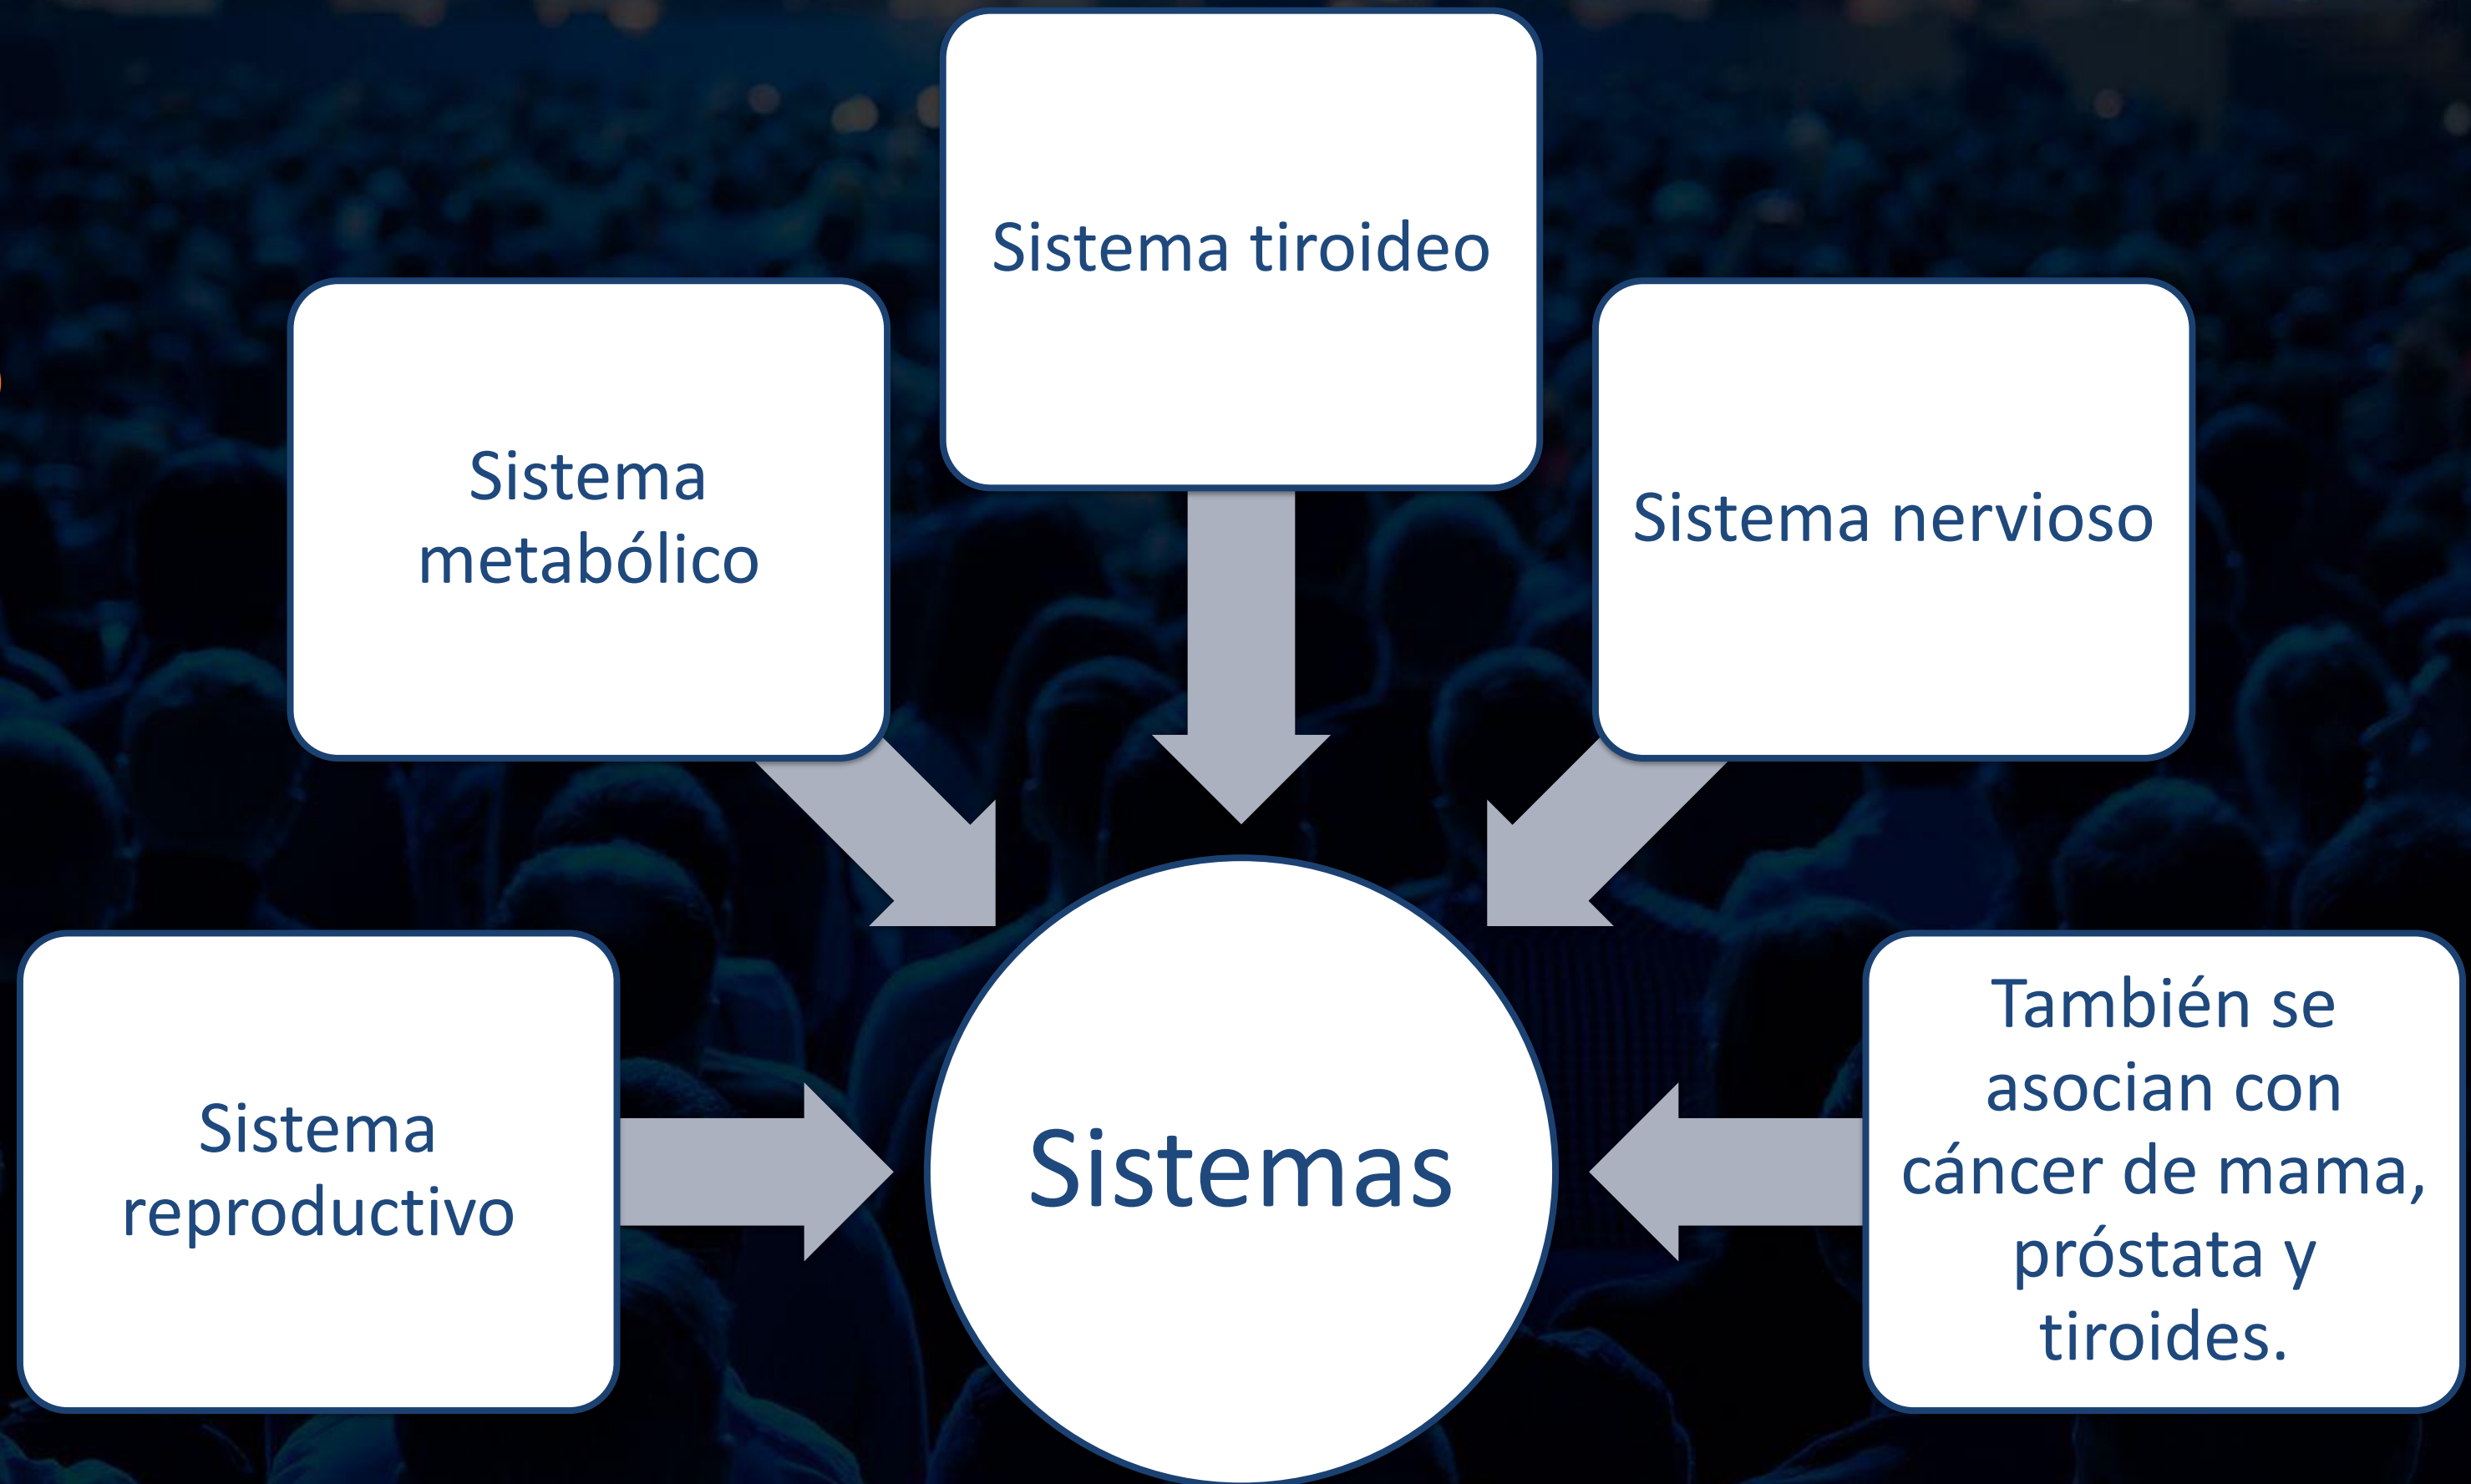 Sistema tiroideo
Sistema
metabólico
Sistema nervioso
Sistema
reproductivo
Sistemas
También se
asocian con
cáncer de mama,
próstata y
tiroides.